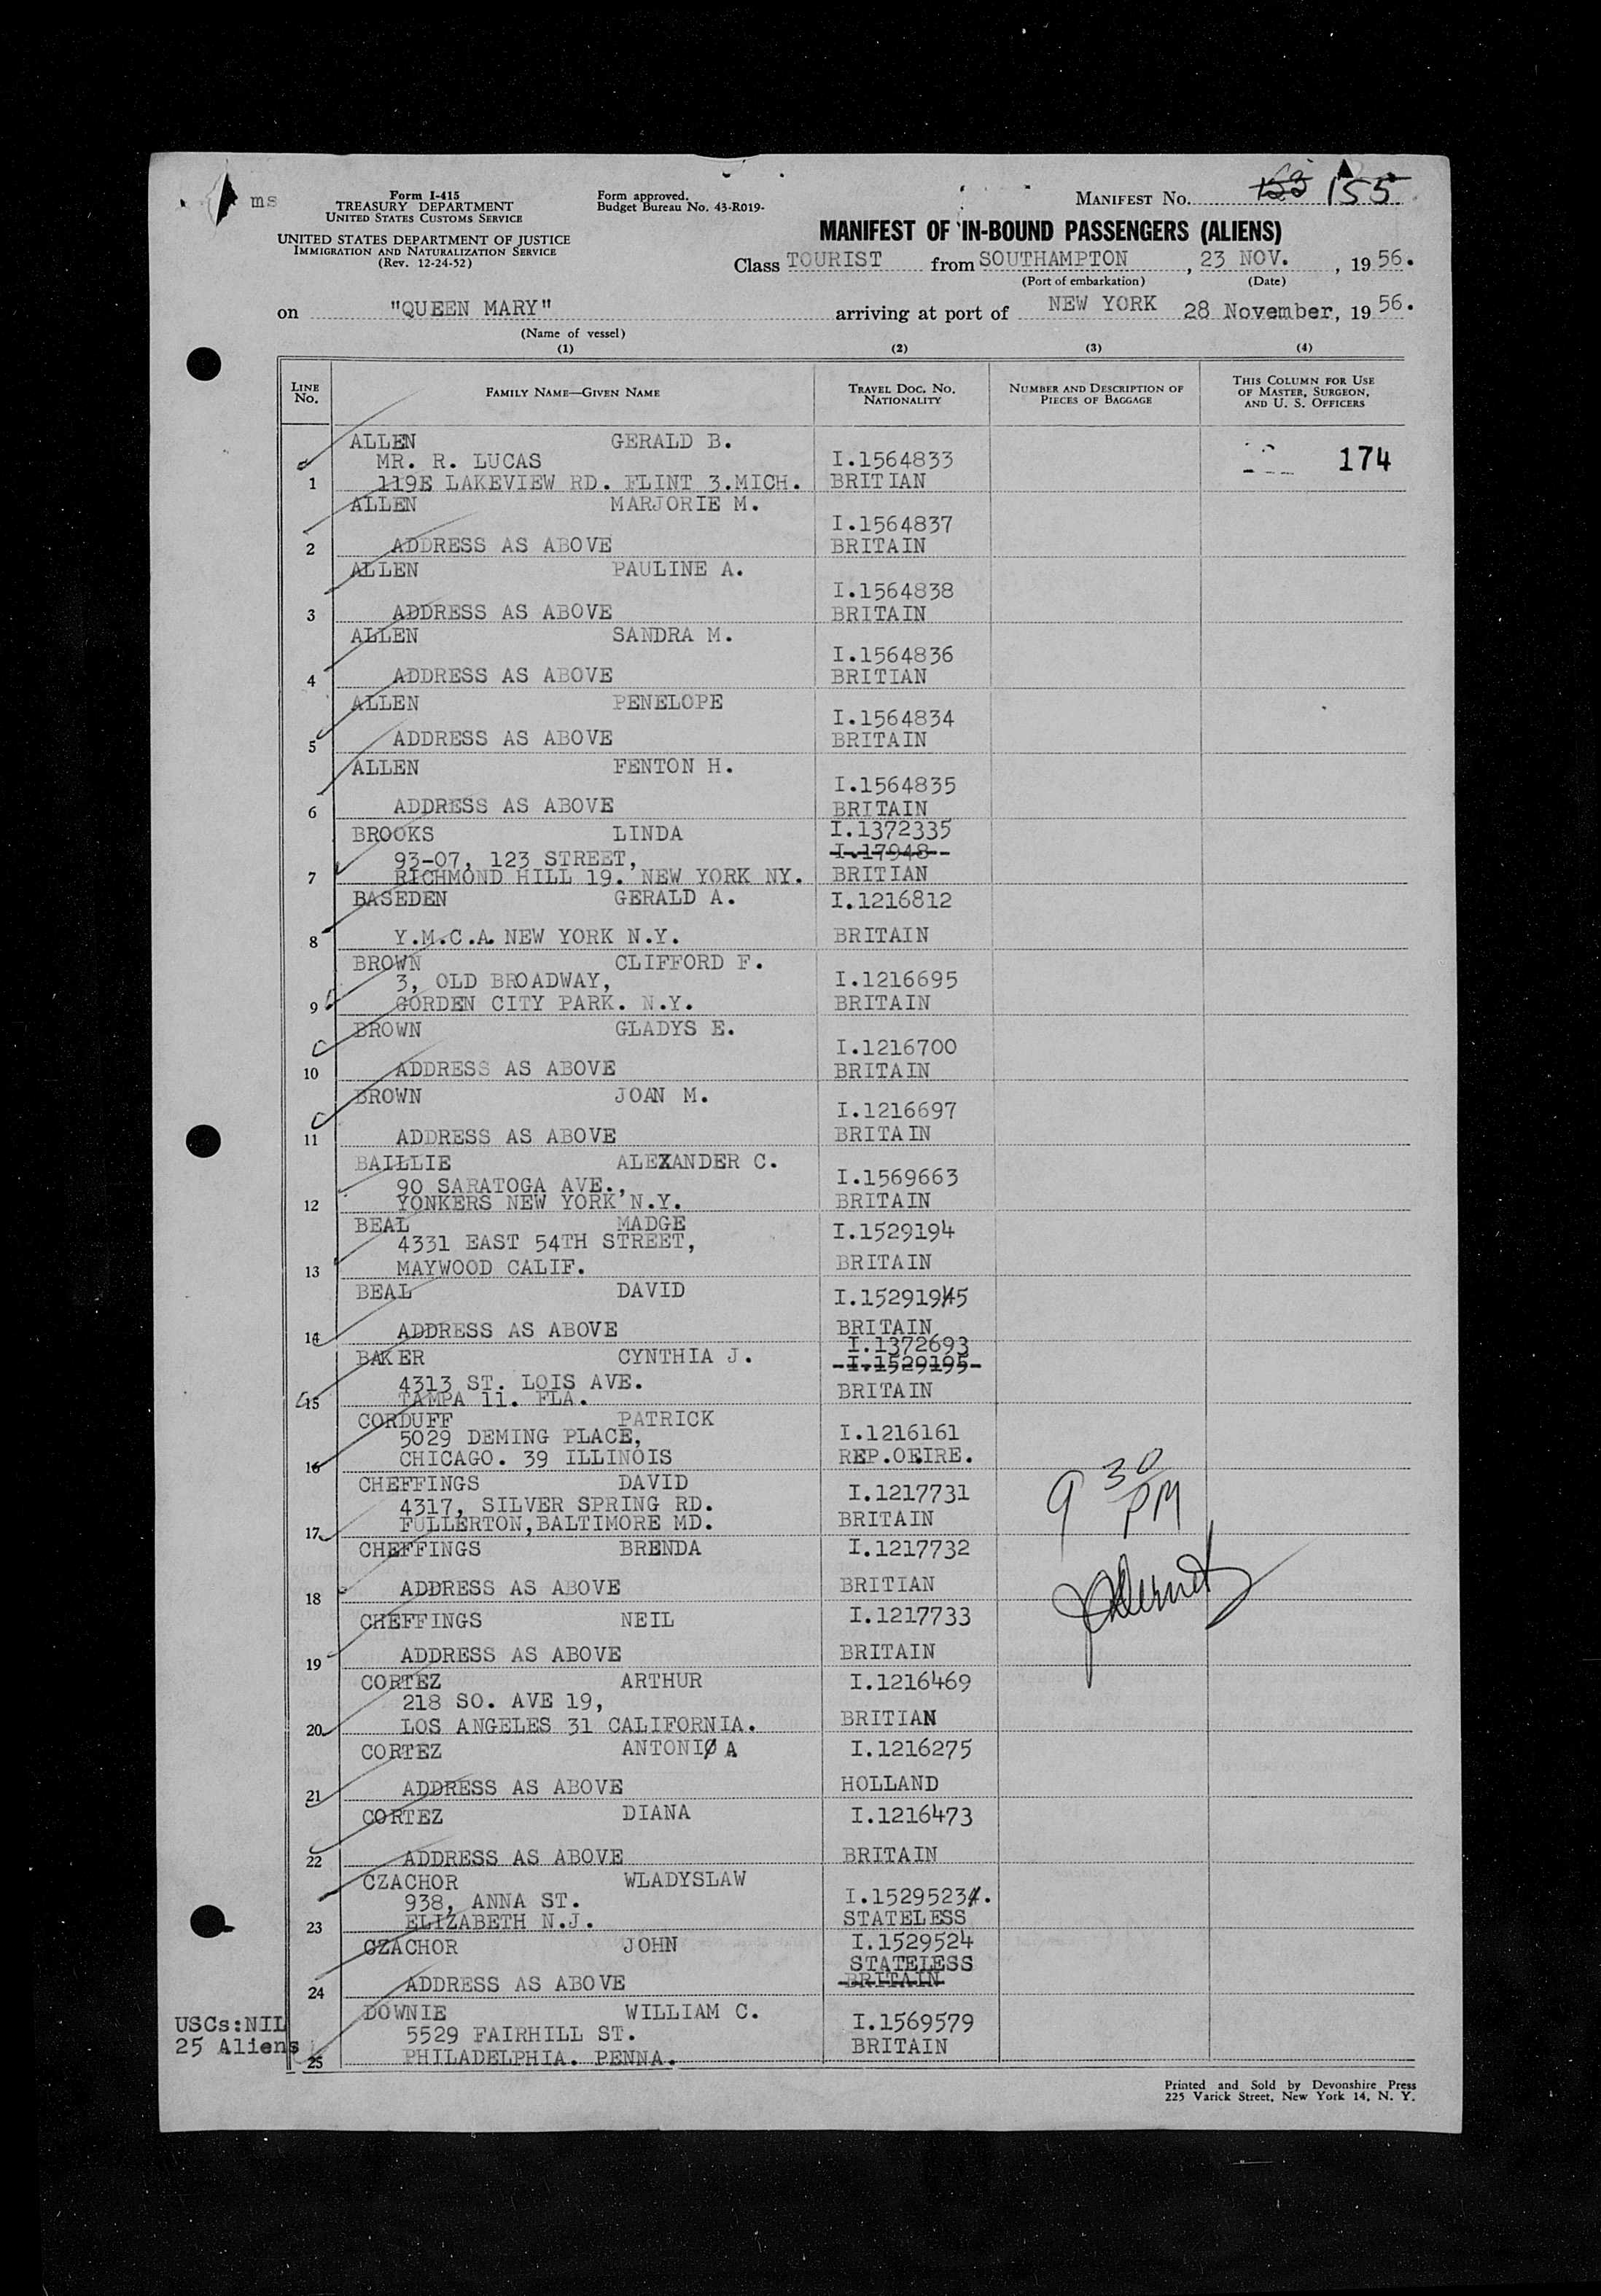 ms
Form I-415
TREASURY DEPARTMENT
UNITED STATES CUSTOMS SERVICE
UNITED STATES DEPARTMENT OF JUSTICE
IMMIGRATION AND NATURALIZATION SERVICE
(Rev. 12-24-52)
Form approved.
Budget Bureau No. 43-R019-
MANIFEST No. 153 155
MANIFEST OF IN-BOUND PASSENGERS (ALIENS)
Class TOURIST from SOUTHAMPTON, 23 NOV., 1956.
(Port of embarkation) (Date)
on "QUEEN MARY" arriving at port of NEW YORK 28 November, 1956.
(Name of vessel)
(1) (2) (3) (4)
LINE No. FAMILY NAME—GIVEN NAME TRAVEL DOC. NO. NATIONALITY NUMBER AND DESCRIPTION OF PIECES OF BAGGAGE THIS COLUMN FOR USE OF MASTER, SURGEON, AND U. S. OFFICERS
ALLEN GERALD B.
MR. R. LUCAS I.1564833 174
1 119E LAKEVIEW RD. FLINT 3.MICH. BRITIAN
ALLEN MARJORIE M.
I.1564837
2 ADDRESS AS ABOVE BRITAIN
ALLEN PAULINE A.
I.1564838
3 ADDRESS AS ABOVE BRITAIN
ALLEN SANDRA M.
I.1564836
4 ADDRESS AS ABOVE BRITIAN
ALLEN PENELOPE
I.1564834
5 ADDRESS AS ABOVE BRITAIN
ALLEN FENTON H.
I.1564835
6 ADDRESS AS ABOVE BRITAIN
BROOKS LINDA I.1372335
93-07, 123 STREET, I.17948
7 RICHMOND HILL 19. NEW YORK NY. BRITIAN
BASEDEN GERALD A. I.1216812
8 Y.M.C.A. NEW YORK N.Y. BRITAIN
BROWN CLIFFORD F.
3, OLD BROADWAY, I.1216695
9 GORDEN CITY PARK. N.Y. BRITAIN
BROWN GLADYS E.
I.1216700
10 ADDRESS AS ABOVE BRITAIN
BROWN JOAN M.
I.1216697
11 ADDRESS AS ABOVE BRITAIN
BAILLIE ALEXANDER C.
90 SARATOGA AVE., I.1569663
12 YONKERS NEW YORK N.Y. BRITAIN
BEAL MADGE I.1529194
4331 EAST 54TH STREET,
13 MAYWOOD CALIF. BRITAIN
BEAL DAVID I.1529195
14 ADDRESS AS ABOVE BRITAIN
I.1372693
BAKER CYNTHIA J. I.1529195
4313 ST. LOIS AVE. BRITAIN
15 TAMPA 11. FLA.
CORDUFF PATRICK
5029 DEMING PLACE, I.1216161
16 CHICAGO. 39 ILLINOIS REP.OEIRE.
CHEFFINGS DAVID 9 30 PM
4317, SILVER SPRING RD. I.1217731
17 FULLERTON,BALTIMORE MD. BRITAIN
CHEFFINGS BRENDA I.1217732
18 ADDRESS AS ABOVE BRITIAN
CHEFFINGS NEIL I.1217733
19 ADDRESS AS ABOVE BRITAIN
CORTEZ ARTHUR I.1216469
218 SO. AVE 19,
20 LOS ANGELES 31 CALIFORNIA. BRITIAN
CORTEZ ANTONIA I.1216275
21 ADDRESS AS ABOVE HOLLAND
CORTEZ DIANA I.1216473
22 ADDRESS AS ABOVE BRITAIN
CZACHOR WLADYSLAW
938, ANNA ST. I.1529523.
23 ELIZABETH N.J. STATELESS
CZACHOR JOHN I.1529524
STATELESS
24 ADDRESS AS ABOVE BRITAIN
DOWNIE WILLIAM C.
5529 FAIRHILL ST. I.1569579
25 PHILADELPHIA. PENNA. BRITAIN
USCs:NIL
25 Aliens
Printed and Sold by Devonshire Press
225 Varick Street, New York 14, N. Y.